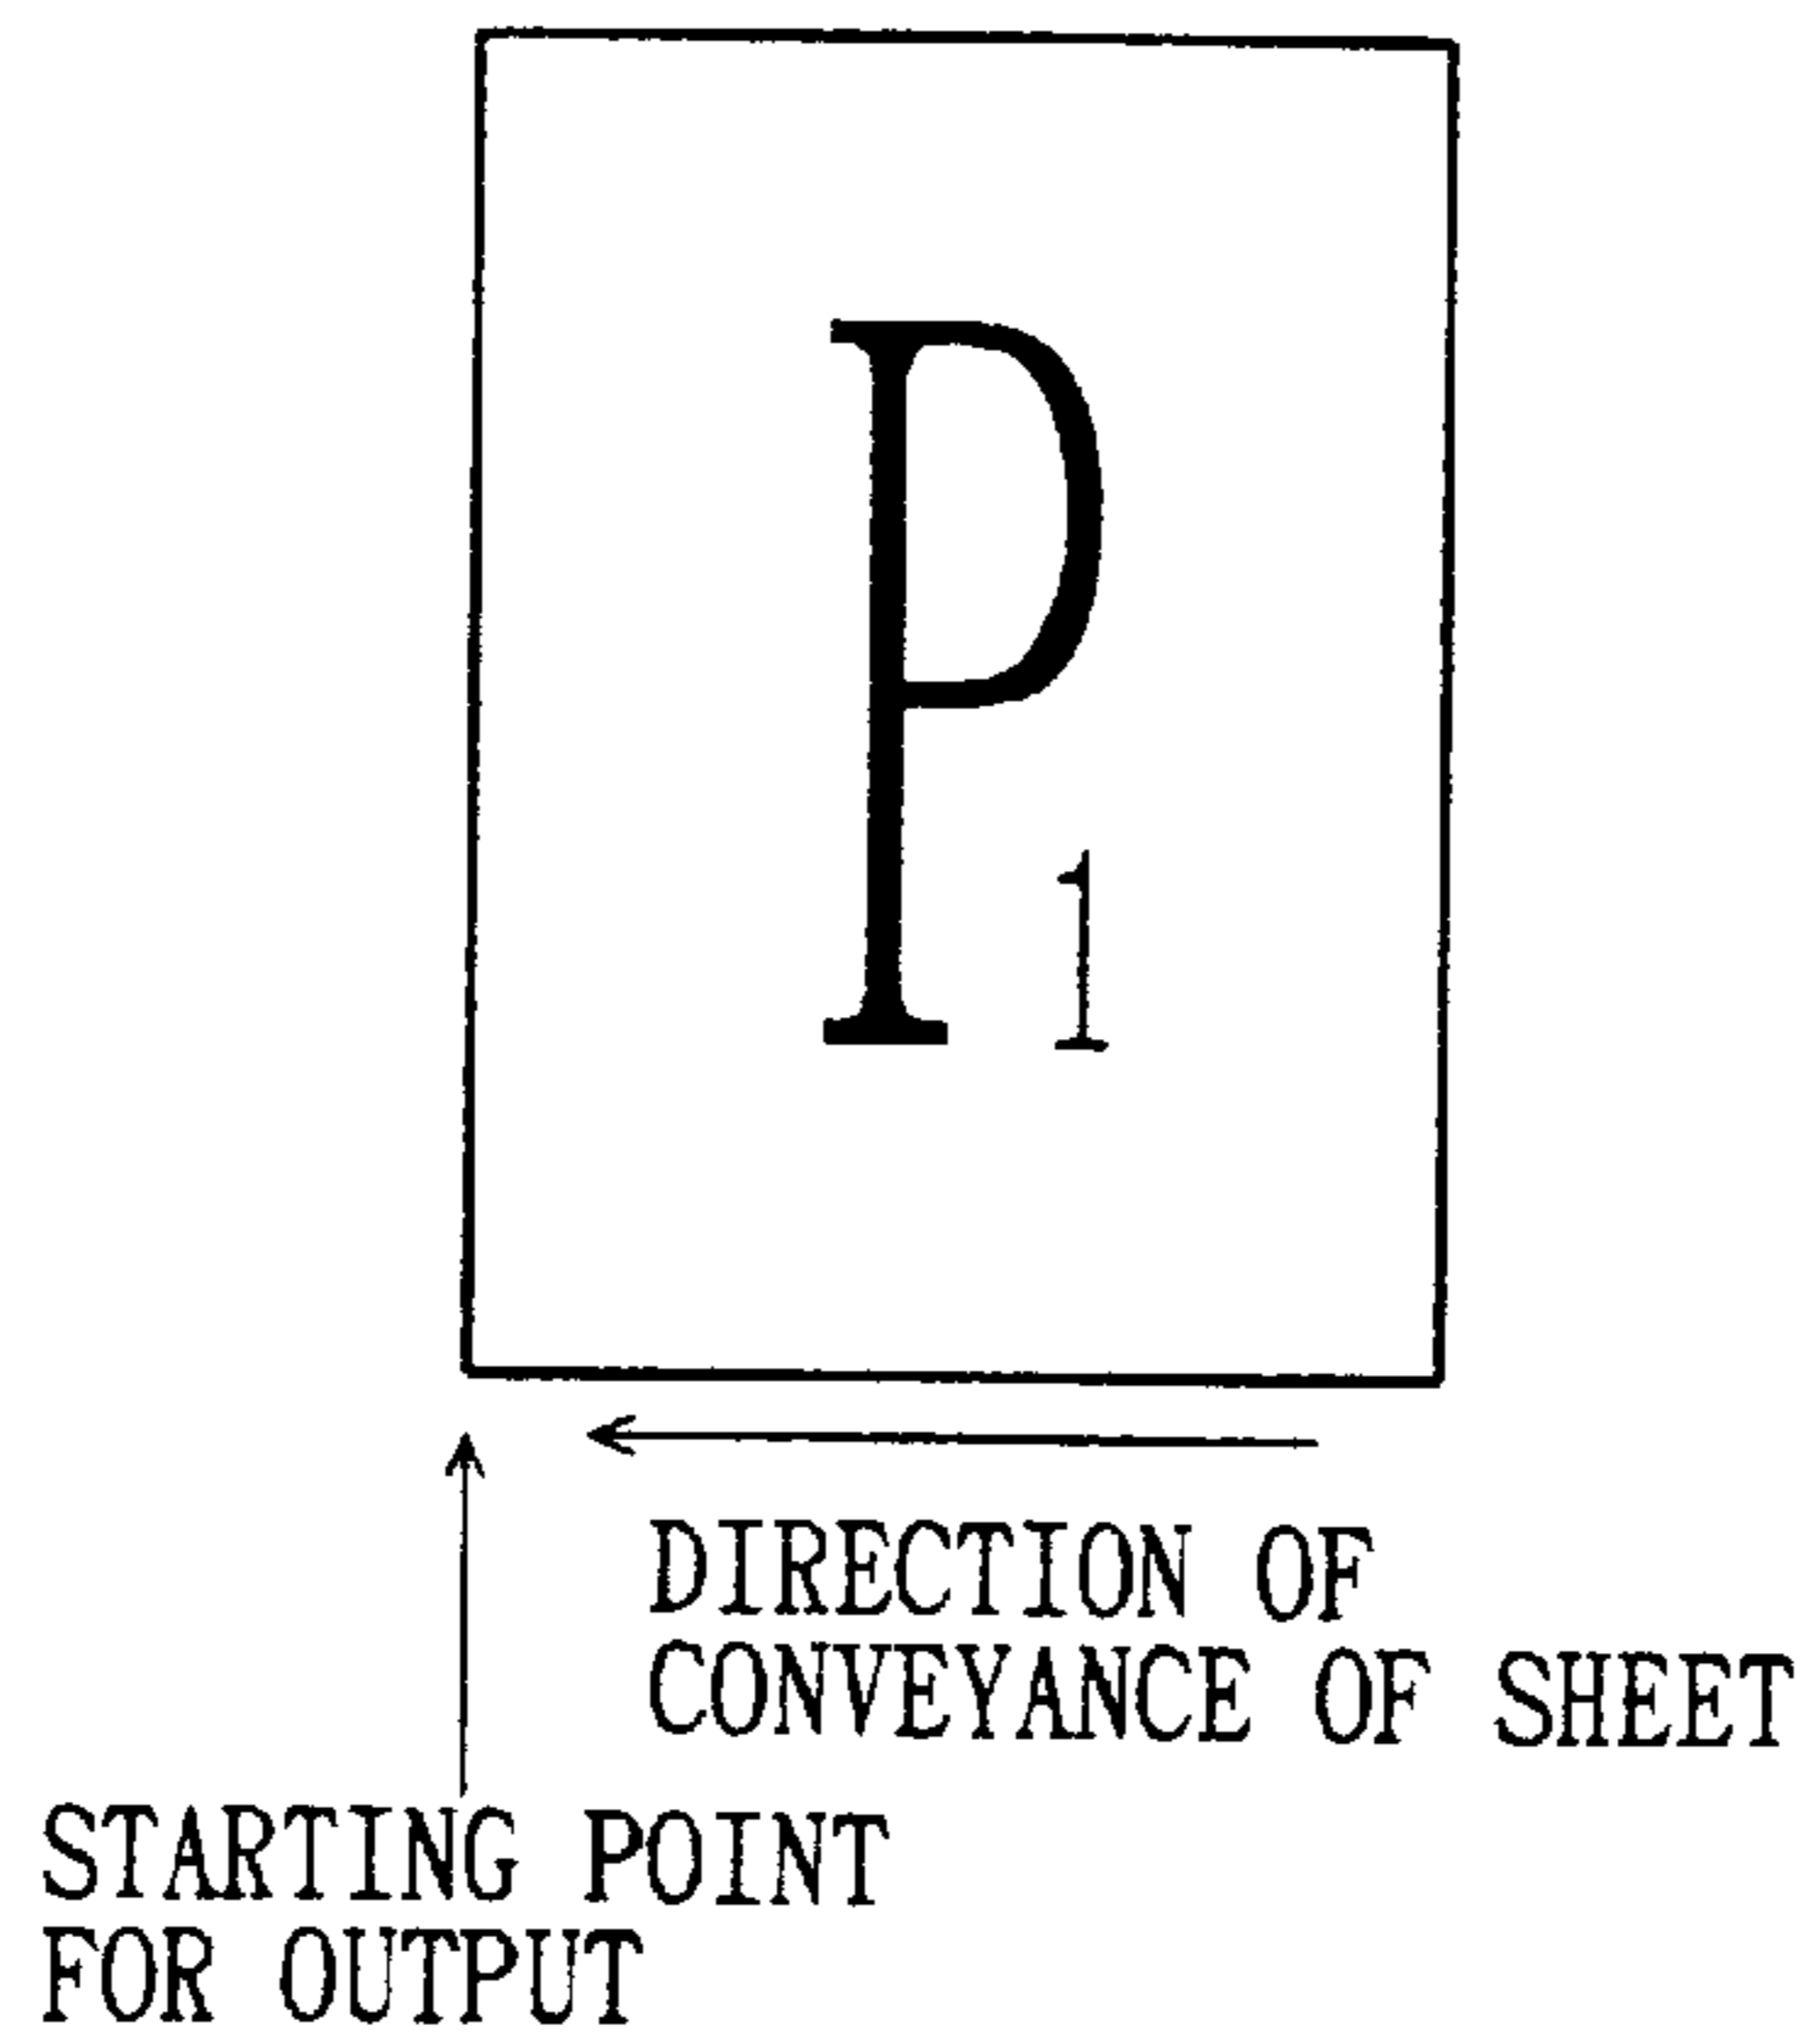 P1
DIRECTION OF
CONVEYANCE OF SHEET
STARTING POINT
FOR OUTPUT